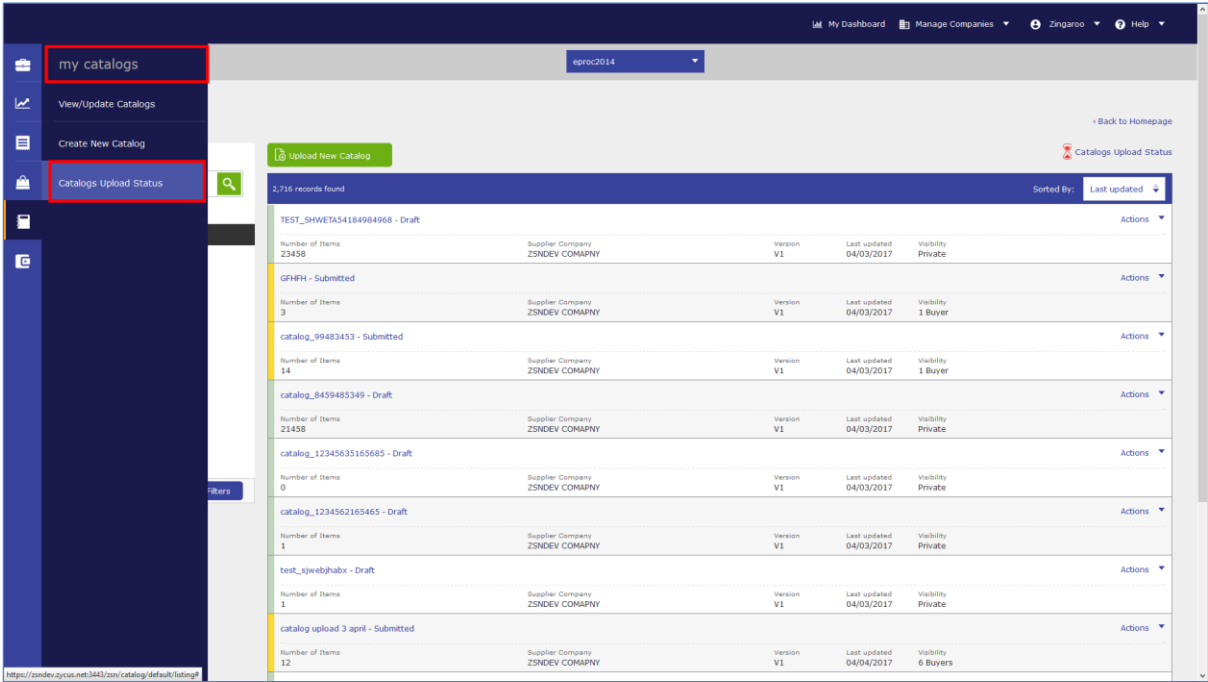 My Dashboard Manage Companies Zingaroo Help
my catalogs
eproc2014
View/Update Catalogs
‹ Back to Homepage
Create New Catalog
Upload New Catalog
Catalogs Upload Status
Catalogs Upload Status
2,716 records found Sorted By: Last updated
TEST_SHWETA54184984968 - Draft Actions
Number of Items Supplier Company Version Last updated Visibility
23458 ZSNDEV COMAPNY V1 04/03/2017 Private
GFHFH - Submitted Actions
Number of Items Supplier Company Version Last updated Visibility
3 ZSNDEV COMAPNY V1 04/03/2017 1 Buyer
catalog_99483453 - Submitted Actions
Number of Items Supplier Company Version Last updated Visibility
14 ZSNDEV COMAPNY V1 04/03/2017 1 Buyer
catalog_8459485349 - Draft Actions
Number of Items Supplier Company Version Last updated Visibility
21458 ZSNDEV COMAPNY V1 04/03/2017 Private
catalog_12345635165685 - Draft Actions
Number of Items Supplier Company Version Last updated Visibility
0 ZSNDEV COMAPNY V1 04/03/2017 Private
Filters
catalog_1234562165465 - Draft Actions
Number of Items Supplier Company Version Last updated Visibility
1 ZSNDEV COMAPNY V1 04/03/2017 Private
test_sjwebjhabx - Draft Actions
Number of Items Supplier Company Version Last updated Visibility
1 ZSNDEV COMAPNY V1 04/03/2017 Private
catalog upload 3 april - Submitted Actions
Number of Items Supplier Company Version Last updated Visibility
12 ZSNDEV COMAPNY V1 04/04/2017 6 Buyers
https://zsndev.zycus.net:3443/zsn/catalog/default/listing#